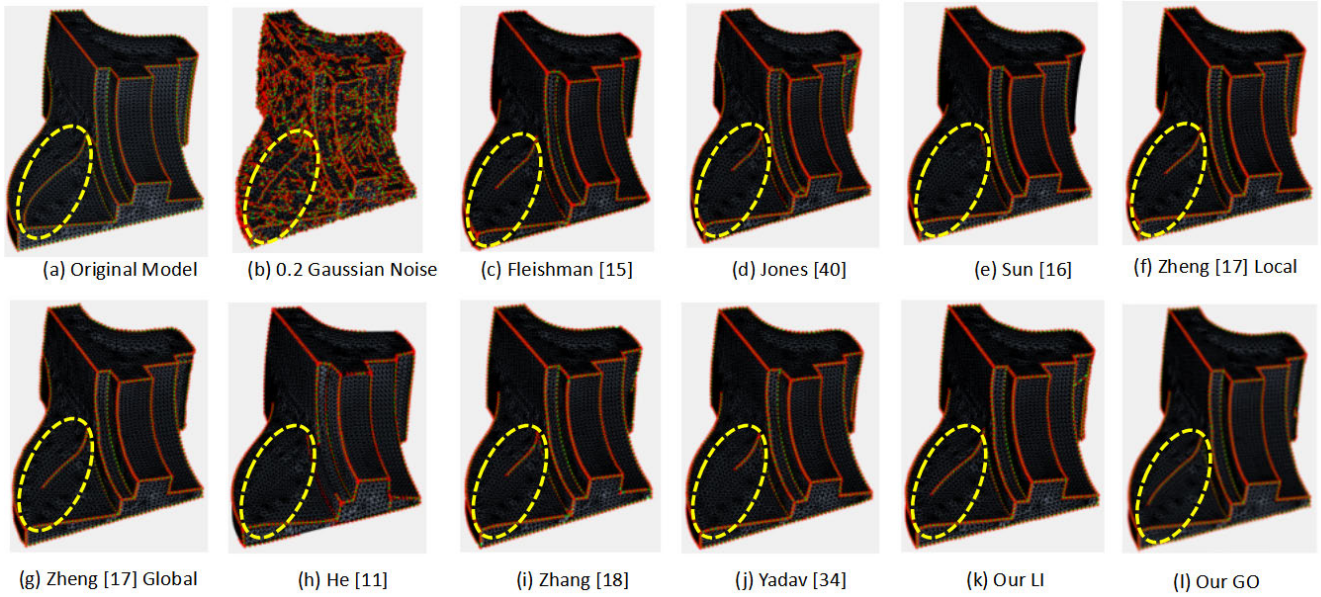 (a) Original Model
(b) 0.2 Gaussian Noise
(c) Fleishman [15]
(d) Jones [40]
(e) Sun [16]
(f) Zheng [17] Local
(g) Zheng [17] Global
(h) He [11]
(i) Zhang [18]
(j) Yadav [34]
(k) Our LI
(l) Our GO